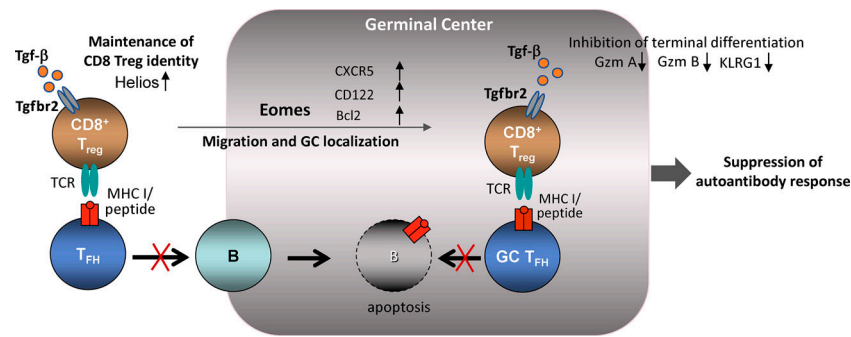 Germinal Center
Tgf-β
Maintenance of
CD8 Treg identity
Helios
Tgfbr2
CD8+
Treg
TCR
MHC I/
peptide
TFH
CXCR5
CD122
Bcl2
Eomes
Migration and GC localization
B
B
apoptosis
Tgf-β
Tgfbr2
CD8+
Treg
TCR
MHC I/
peptide
GC TFH
Inhibition of terminal differentiation
Gzm A Gzm B KLRG1
Suppression of
autoantibody response